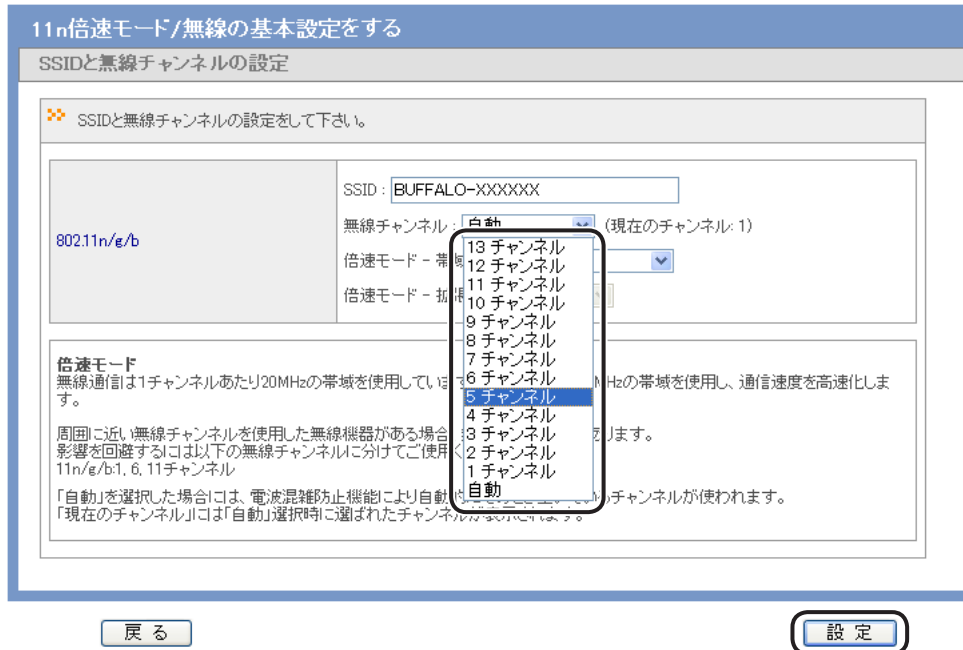 11n倍速モード/無線の基本設定をする
SSIDと無線チャンネルの設定
SSIDと無線チャンネルの設定をして下さい。
802.11n/g/b
SSID : BUFFALO-XXXXXX
無線チャンネル : 自動 (現在のチャンネル: 1)
倍速モード - 帯域
倍速モード - 拡張
13 チャンネル
12 チャンネル
11 チャンネル
10 チャンネル
9 チャンネル
8 チャンネル
7 チャンネル
6 チャンネル
5 チャンネル
4 チャンネル
3 チャンネル
2 チャンネル
1 チャンネル
自動
倍速モード
無線通信は1チャンネルあたり20MHzの帯域を使用していま Hzの帯域を使用し、通信速度を高速化しま
す。
周囲に近い無線チャンネルを使用した無線機器がある場合 ります。
影響を回避するには以下の無線チャンネルに分けてご使用く
11n/g/b:1, 6, 11チャンネル
「自動」を選択した場合には、電波混雑防止機能により自動 いるチャンネルが使われます。
「現在のチャンネル」には「自動」選択時に選ばれたチャンネル
戻る
設定